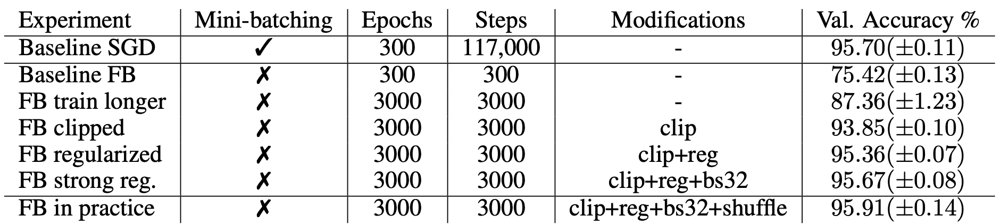 Experiment Mini-batching Epochs Steps Modifications Val. Accuracy %
Baseline SGD ✓ 300 117,000 - 95.70(±0.11)
Baseline FB ✗ 300 300 - 75.42(±0.13)
FB train longer ✗ 3000 3000 - 87.36(±1.23)
FB clipped ✗ 3000 3000 clip 93.85(±0.10)
FB regularized ✗ 3000 3000 clip+reg 95.36(±0.07)
FB strong reg. ✗ 3000 3000 clip+reg+bs32 95.67(±0.08)
FB in practice ✗ 3000 3000 clip+reg+bs32+shuffle 95.91(±0.14)